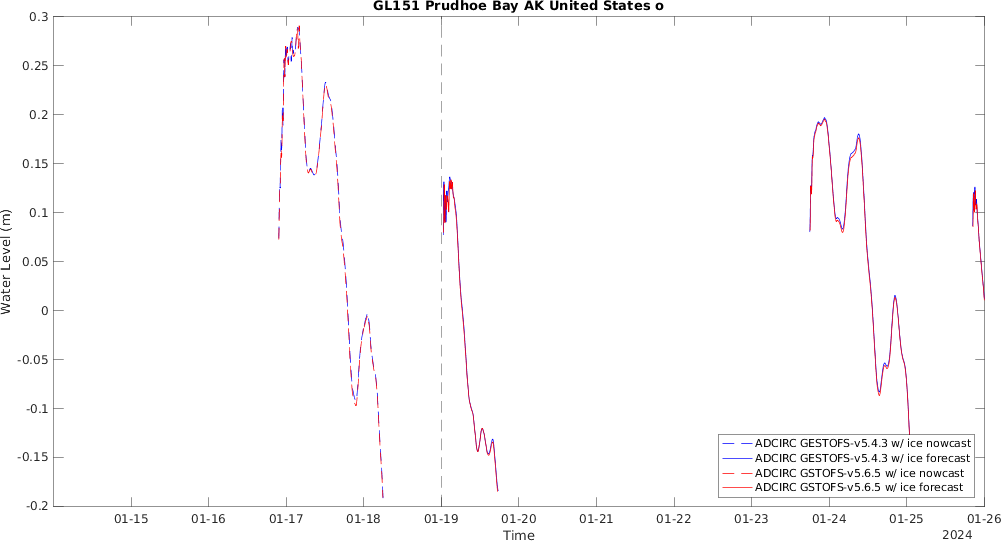 GL151 Prudhoe Bay AK United States o
0.3
0.25
0.2
0.15
0.1
0.05
0
-0.05
-0.1
-0.15
-0.2
Water Level (m)
ADCIRC GESTOFS-v5.4.3 w/ ice nowcast
ADCIRC GESTOFS-v5.4.3 w/ ice forecast
ADCIRC GSTOFS-v5.6.5 w/ ice nowcast
ADCIRC GSTOFS-v5.6.5 w/ ice forecast
01-15 01-16 01-17 01-18 01-19 01-20 01-21 01-22 01-23 01-24 01-25 01-26
Time
2024